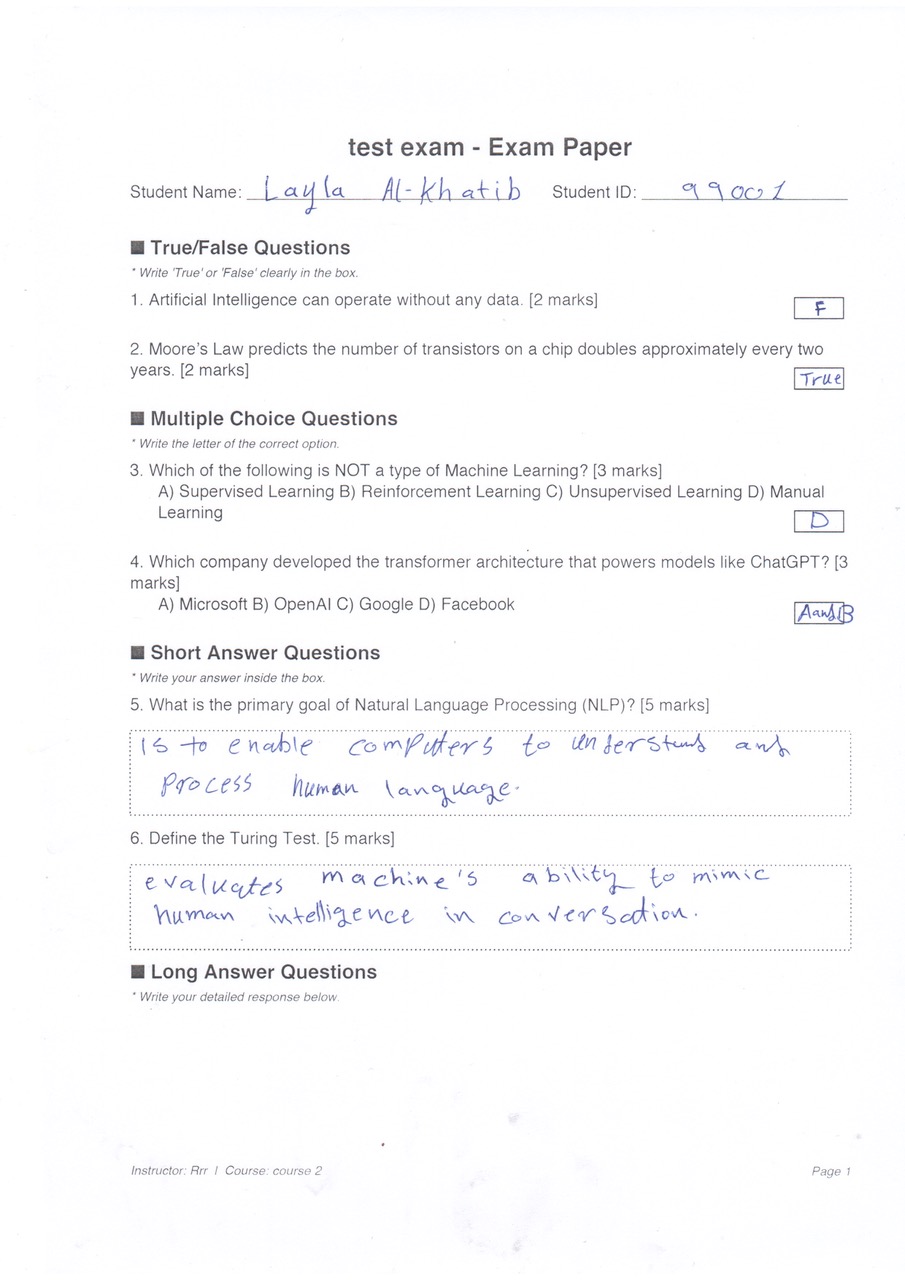 test exam - Exam Paper
Student Name: Layla Al-Khatib Student ID: 99001
■ True/False Questions
* Write 'True' or 'False' clearly in the box.
1. Artificial Intelligence can operate without any data. [2 marks]
F
2. Moore's Law predicts the number of transistors on a chip doubles approximately every two
years. [2 marks]
True
■ Multiple Choice Questions
* Write the letter of the correct option.
3. Which of the following is NOT a type of Machine Learning? [3 marks]
A) Supervised Learning B) Reinforcement Learning C) Unsupervised Learning D) Manual
Learning
D
4. Which company developed the transformer architecture that powers models like ChatGPT? [3
marks]
A) Microsoft B) OpenAI C) Google D) Facebook
A and B
■ Short Answer Questions
* Write your answer inside the box.
5. What is the primary goal of Natural Language Processing (NLP)? [5 marks]
is to enable computers to understand and
process human language.
6. Define the Turing Test. [5 marks]
evaluates machine's ability to mimic
human intelligence in conversation.
■ Long Answer Questions
* Write your detailed response below.
Instructor: Rrr | Course: course 2 Page 1